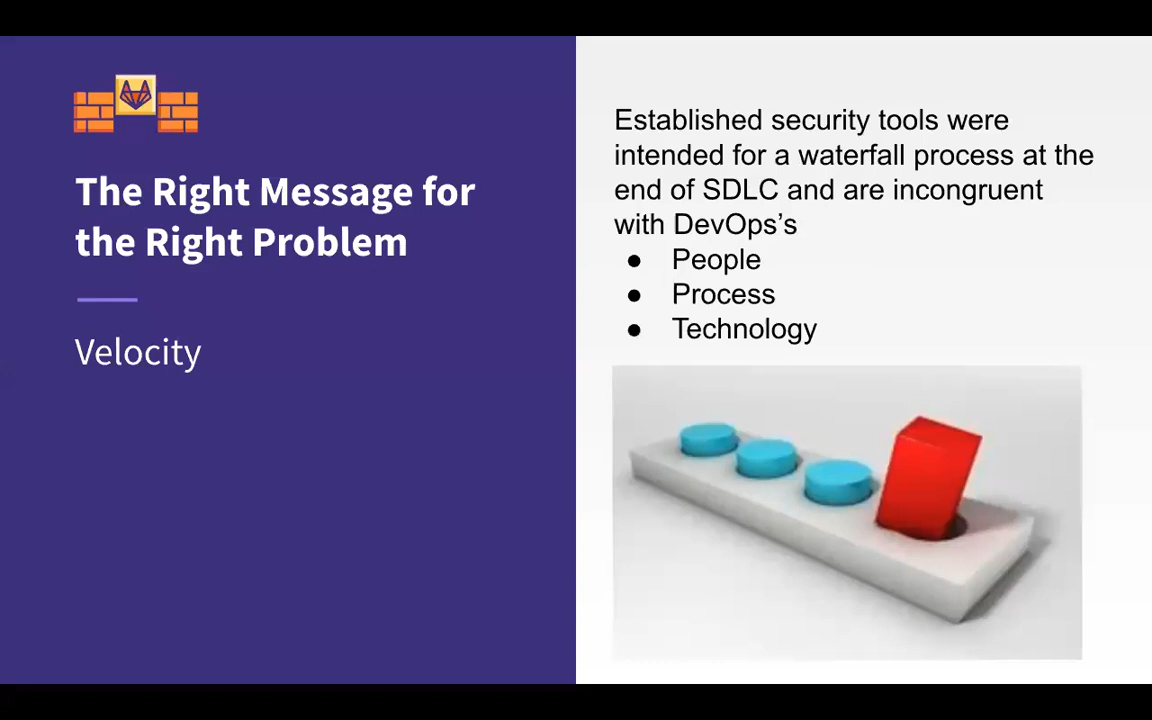 The Right Message for
the Right Problem
Velocity
Established security tools were
intended for a waterfall process at the
end of SDLC and are incongruent
with DevOps’s
● People
● Process
● Technology